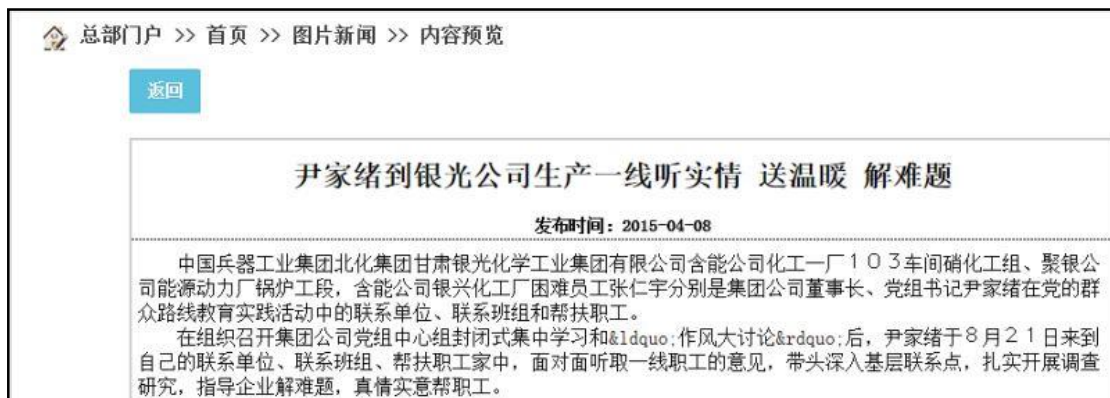 总部门户 >> 首页 >> 图片新闻 >> 内容预览
返回
尹家绪到银光公司生产一线听实情 送温暖 解难题
发布时间：2015-04-08
中国兵器工业集团北化集团甘肃银光化学工业集团有限公司含能公司化工一厂１０３车间硝化工组、聚银公
司能源动力厂锅炉工段，含能公司银兴化工厂困难员工张仁宇分别是集团公司董事长、党组书记尹家绪在党的群
众路线教育实践活动中的联系单位、联系班组和帮扶职工。
在组织召开集团公司党组中心组封闭式集中学习和&ldquo;作风大讨论&rdquo;后，尹家绪于８月２１日来到
自己的联系单位、联系班组、帮扶职工家中，面对面听取一线职工的意见，带头深入基层联系点，扎实开展调查
研究，指导企业解难题，真情实意帮职工。